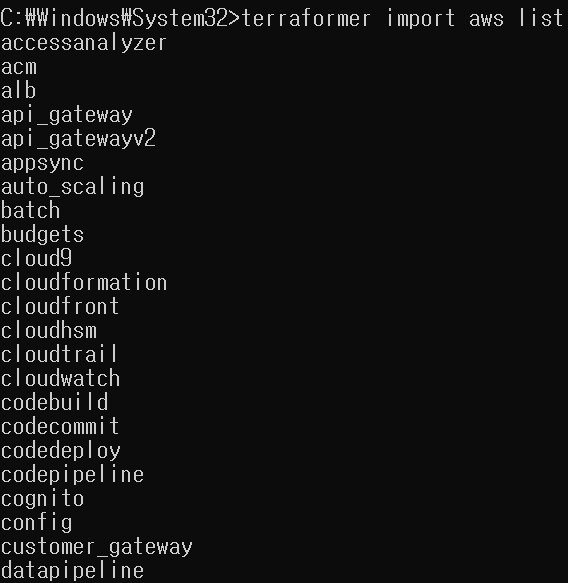 C:₩Windows₩System32>terraformer import aws list
accessanalyzer
acm
alb
api_gateway
api_gatewayv2
appsync
auto_scaling
batch
budgets
cloud9
cloudformation
cloudfront
cloudhsm
cloudtrail
cloudwatch
codebuild
codecommit
codedeploy
codepipeline
cognito
config
customer_gateway
datapipeline